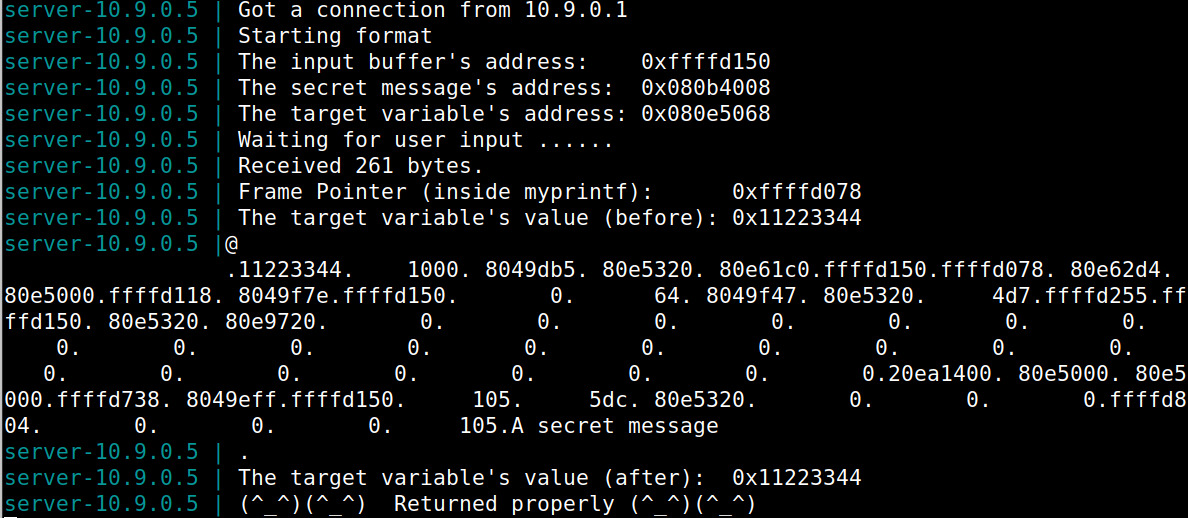 server-10.9.0.5 | Got a connection from 10.9.0.1
server-10.9.0.5 | Starting format
server-10.9.0.5 | The input buffer's address:    0xffffd150
server-10.9.0.5 | The secret message's address:  0x080b4008
server-10.9.0.5 | The target variable's address: 0x080e5068
server-10.9.0.5 | Waiting for user input ......
server-10.9.0.5 | Received 261 bytes.
server-10.9.0.5 | Frame Pointer (inside myprintf):      0xffffd078
server-10.9.0.5 | The target variable's value (before): 0x11223344
server-10.9.0.5 |@
                 .11223344.    1000. 8049db5. 80e5320. 80e61c0.ffffd150.ffffd078. 80e62d4.
80e5000.ffffd118. 8049f7e.ffffd150.       0.      64. 8049f47. 80e5320.     4d7.ffffd255.ff
ffd150. 80e5320. 80e9720.       0.       0.       0.       0.       0.       0.       0.
    0.       0.       0.       0.       0.       0.       0.       0.       0.       0.
   0.       0.       0.       0.       0.       0.       0.       0.20ea1400. 80e5000. 80e5
000.ffffd738. 8049eff.ffffd150.     105.     5dc. 80e5320.       0.       0.       0.ffffd8
04.       0.       0.       0.     105.A secret message
server-10.9.0.5 | .
server-10.9.0.5 | The target variable's value (after):  0x11223344
server-10.9.0.5 | (^_^)(^_^)  Returned properly (^_^)(^_^)